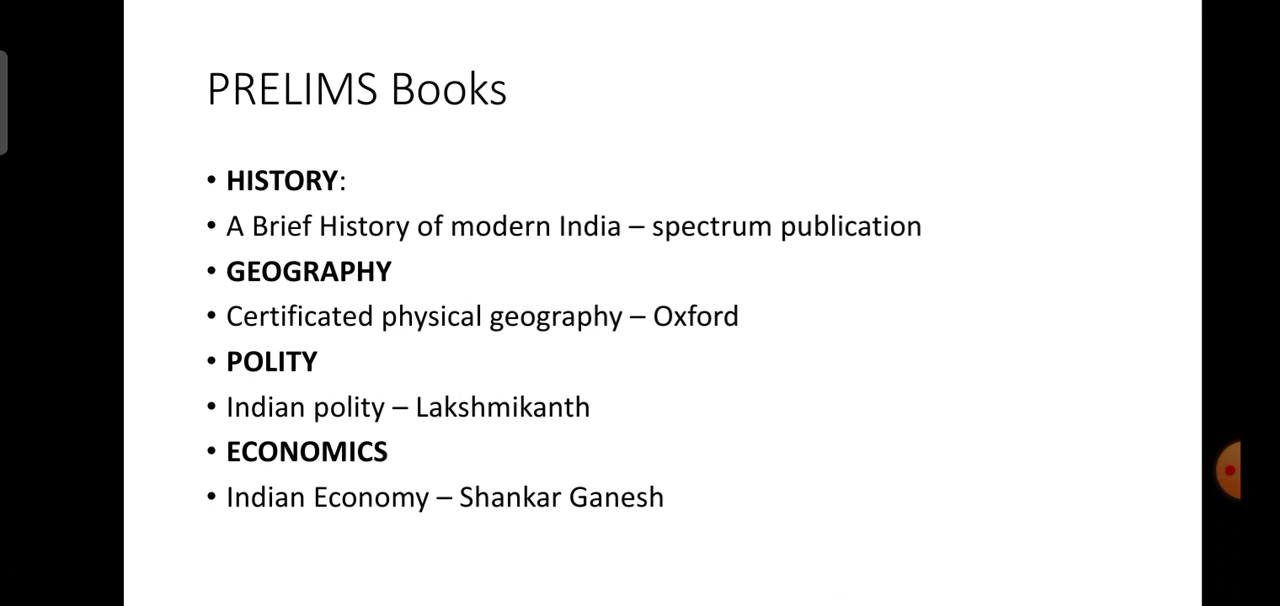 PRELIMS Books
• HISTORY:
• A Brief History of modern India – spectrum publication
• GEOGRAPHY
• Certificated physical geography – Oxford
• POLITY
• Indian polity – Lakshmikanth
• ECONOMICS
• Indian Economy – Shankar Ganesh